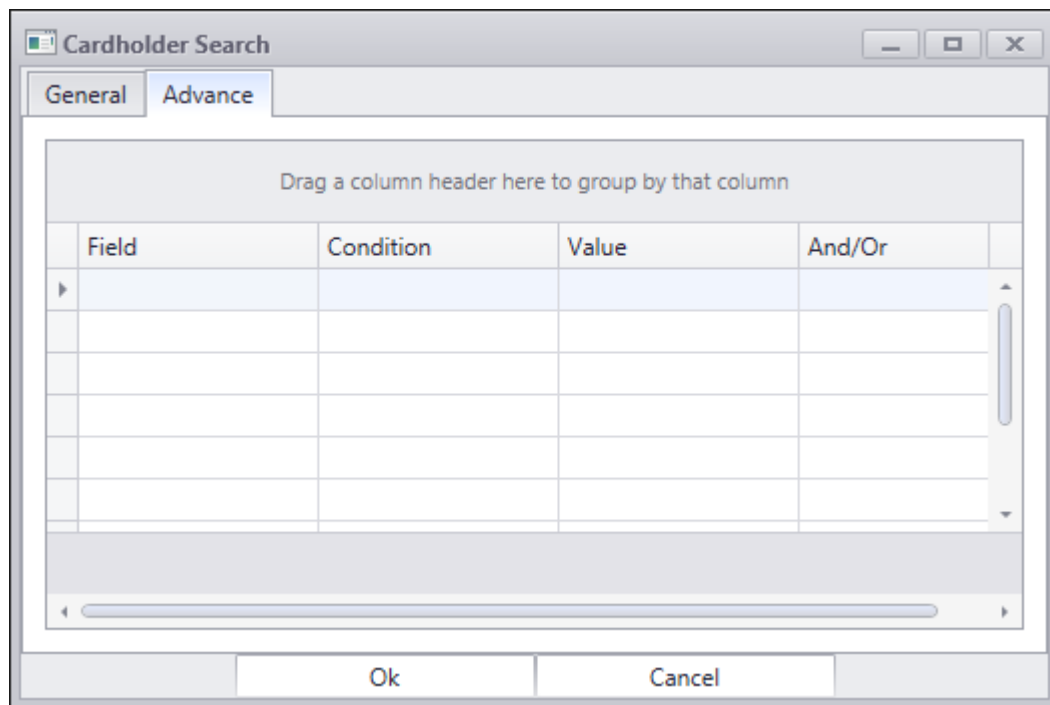 Cardholder Search
General Advance
Drag a column header here to group by that column
Field Condition Value And/Or
Ok Cancel